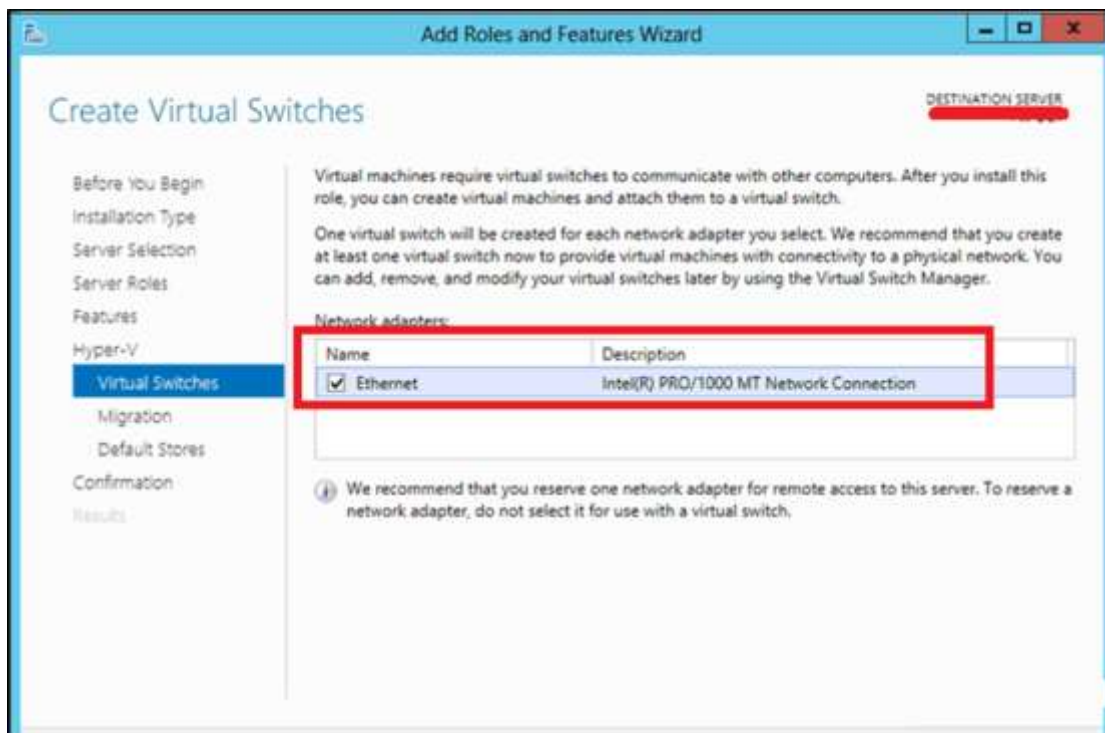 Add Roles and Features Wizard
Create Virtual Switches
DESTINATION SERVER
Before You Begin
Installation Type
Server Selection
Server Roles
Features
Hyper-V
Virtual Switches
Migration
Default Stores
Confirmation
Results
Virtual machines require virtual switches to communicate with other computers. After you install this
role, you can create virtual machines and attach them to a virtual switch.
One virtual switch will be created for each network adapter you select. We recommend that you create
at least one virtual switch now to provide virtual machines with connectivity to a physical network. You
can add, remove, and modify your virtual switches later by using the Virtual Switch Manager.
Network adapters:
Name Description
Ethernet Intel(R) PRO/1000 MT Network Connection
We recommend that you reserve one network adapter for remote access to this server. To reserve a
network adapter, do not select it for use with a virtual switch.